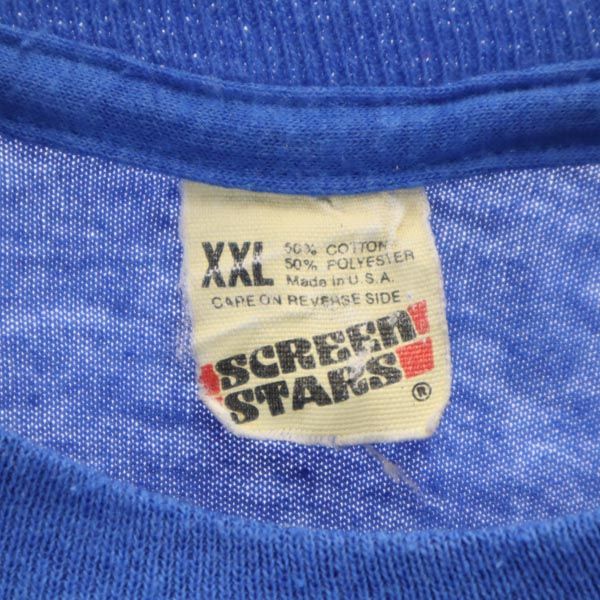 XXL
50% COTTON
50% POLYESTER
Made in U.S.A.
CARE ON REVERSE SIDE
SCREEN
STARS
®